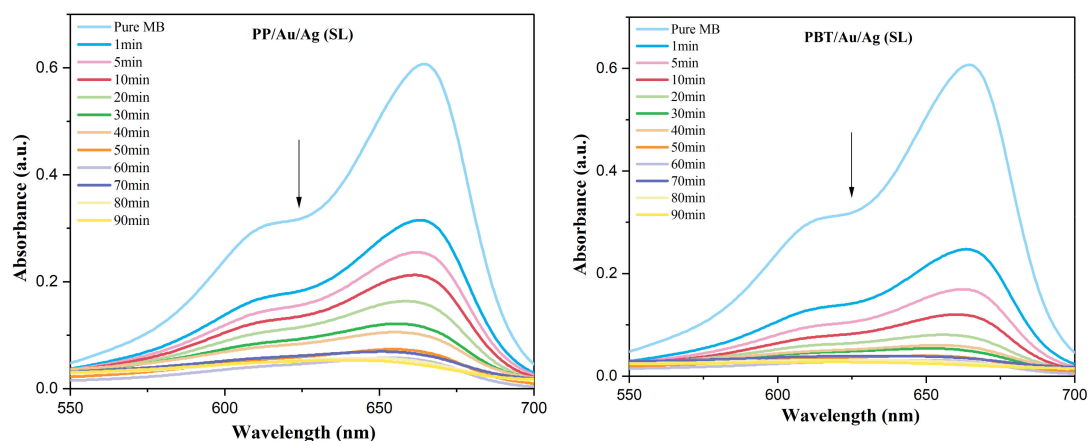 PP/Au/Ag (SL)
Pure MB
1min
5min
10min
20min
30min
40min
50min
60min
70min
80min
90min
0.6
0.4
0.2
0.0
Absorbance (a.u.)
550
600
650
700
Wavelength (nm)
PBT/Au/Ag (SL)
Pure MB
1min
5min
10min
20min
30min
40min
50min
60min
70min
80min
90min
0.6
0.4
0.2
0.0
Absorbance (a.u.)
550
600
650
700
Wavelength (nm)